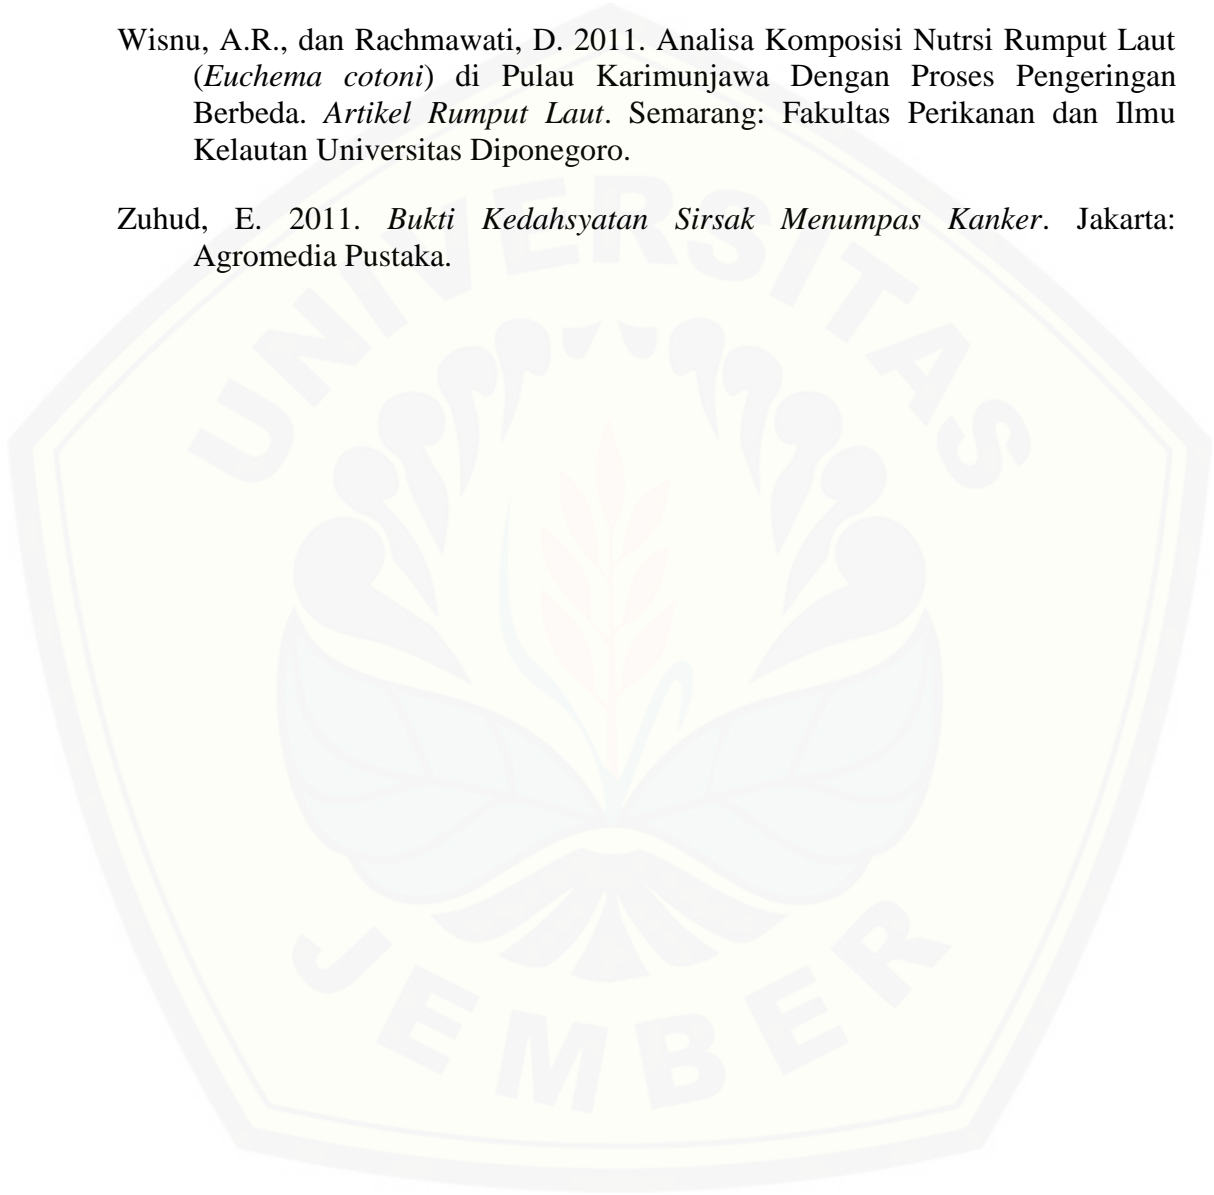 Wisnu, A.R., dan Rachmawati, D. 2011. Analisa Komposisi Nutrsi Rumput Laut
(Euchema cotoni) di Pulau Karimunjawa Dengan Proses Pengeringan
Berbeda. Artikel Rumput Laut. Semarang: Fakultas Perikanan dan Ilmu
Kelautan Universitas Diponegoro.
Zuhud, E. 2011. Bukti Kedahsyatan Sirsak Menumpas Kanker. Jakarta:
Agromedia Pustaka.
UNIVERSITAS
JEMBER